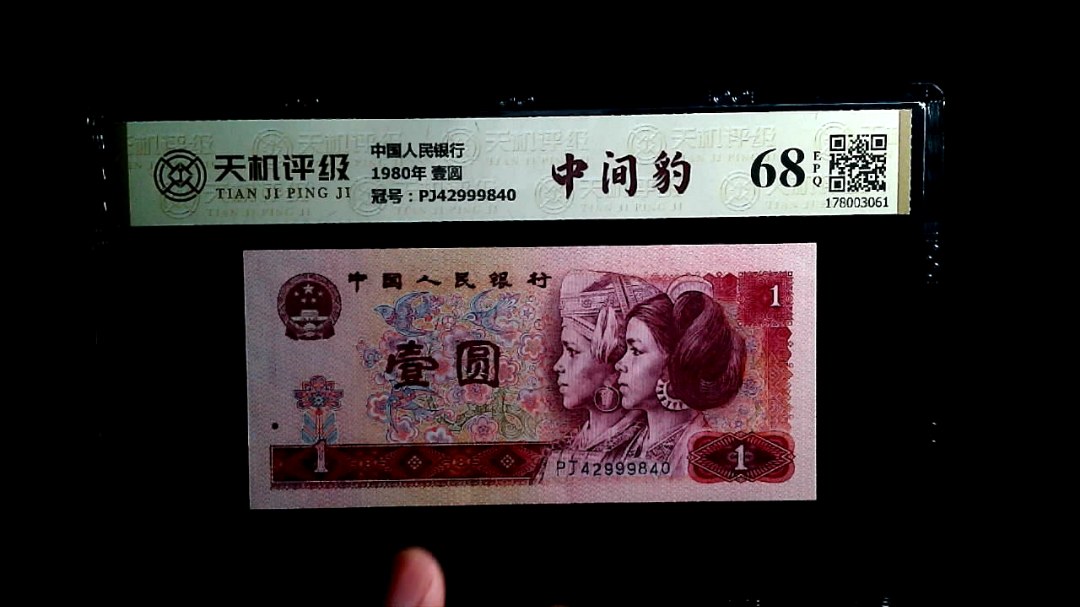 天机评级
TIAN JI PING JI
中国人民银行
1980年 壹圆
冠号：PJ42999840
中间豹
68
EPQ
178003061
中国人民银行
1
壹圆
1
PJ42999840
1